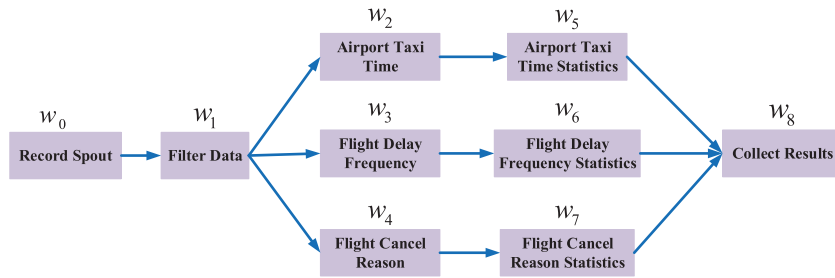 w0
Record Spout
w1
Filter Data
w2
Airport Taxi
Time
w5
Airport Taxi
Time Statistics
w3
Flight Delay
Frequency
w6
Flight Delay
Frequency Statistics
w4
Flight Cancel
Reason
w7
Flight Cancel
Reason Statistics
w8
Collect Results